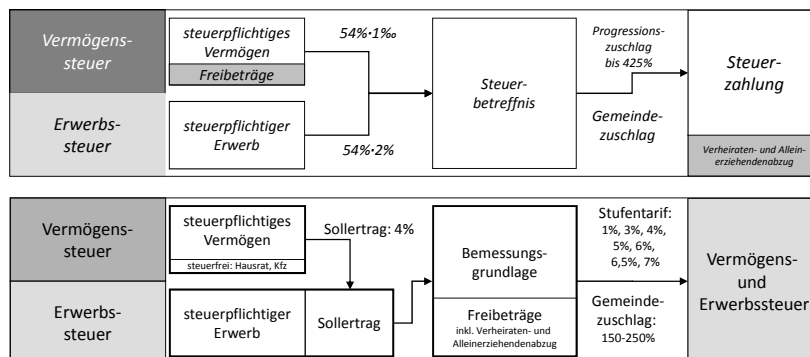 Vermögens-
steuer
steuerpflichtiges
Vermögen
Freibeträge
54%·1‰
Erwerbs-
steuer
steuerpflichtiger
Erwerb
54%·2%
Steuer-
betreffnis
Progressions-
zuschlag
bis 425%
Gemeinde-
zuschlag
Steuer-
zahlung
Verheiraten- und Allein-
erziehendenabzug
Vermögens-
steuer
steuerpflichtiges
Vermögen
steuerfrei: Hausrat, Kfz
Sollertrag: 4%
Erwerbs-
steuer
steuerpflichtiger
Erwerb
Sollertrag
Bemessungs-
grundlage
Freibeträge
inkl. Verheiraten- und
Alleinerziehendenabzug
Stufentarif:
1%, 3%, 4%,
5%, 6%,
6,5%, 7%
Gemeinde-
zuschlag:
150-250%
Vermögens-
und
Erwerbssteuer